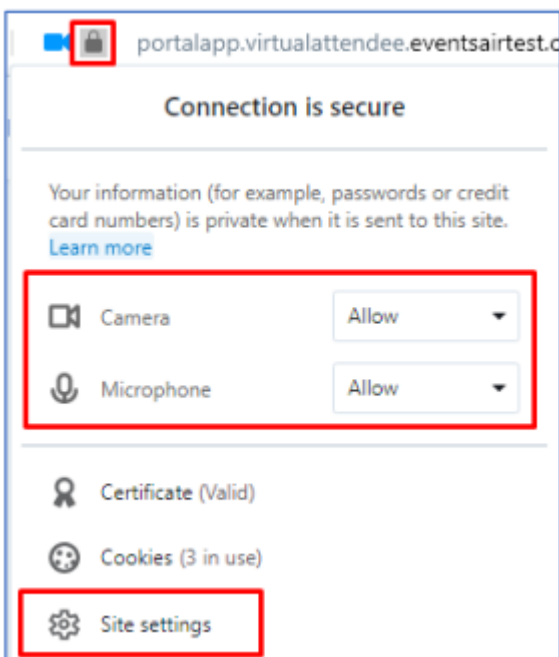 portalapp.virtualattendee.eventsairtest.c
Connection is secure
Your information (for example, passwords or credit
card numbers) is private when it is sent to this site.
Learn more
Camera Allow
Microphone Allow
Certificate (Valid)
Cookies (3 in use)
Site settings